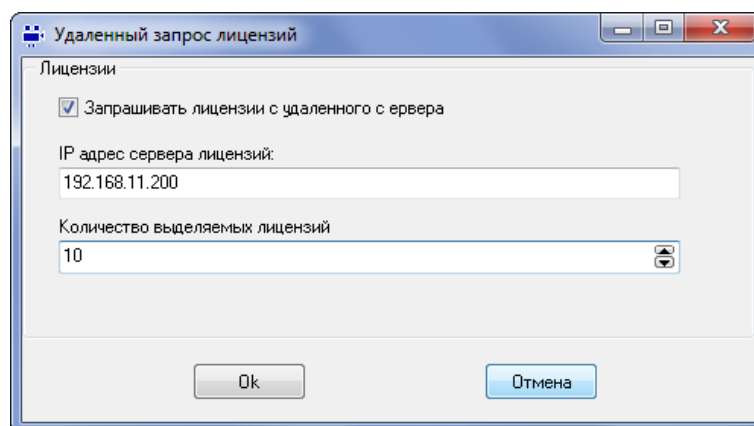 Удаленный запрос лицензий
Лицензии
Запрашивать лицензии с удаленного с ервера
IP адрес сервера лицензий:
192.168.11.200
Количество выделяемых лицензий
10
Ok Отмена